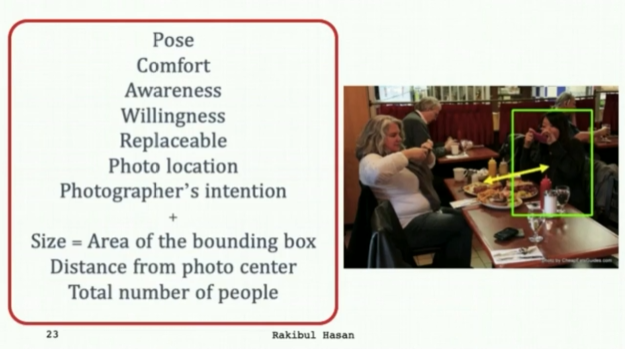 Pose
Comfort
Awareness
Willingness
Replaceable
Photo location
Photographer's intention
+
Size = Area of the bounding box
Distance from photo center
Total number of people
23
Rakibul Hasan